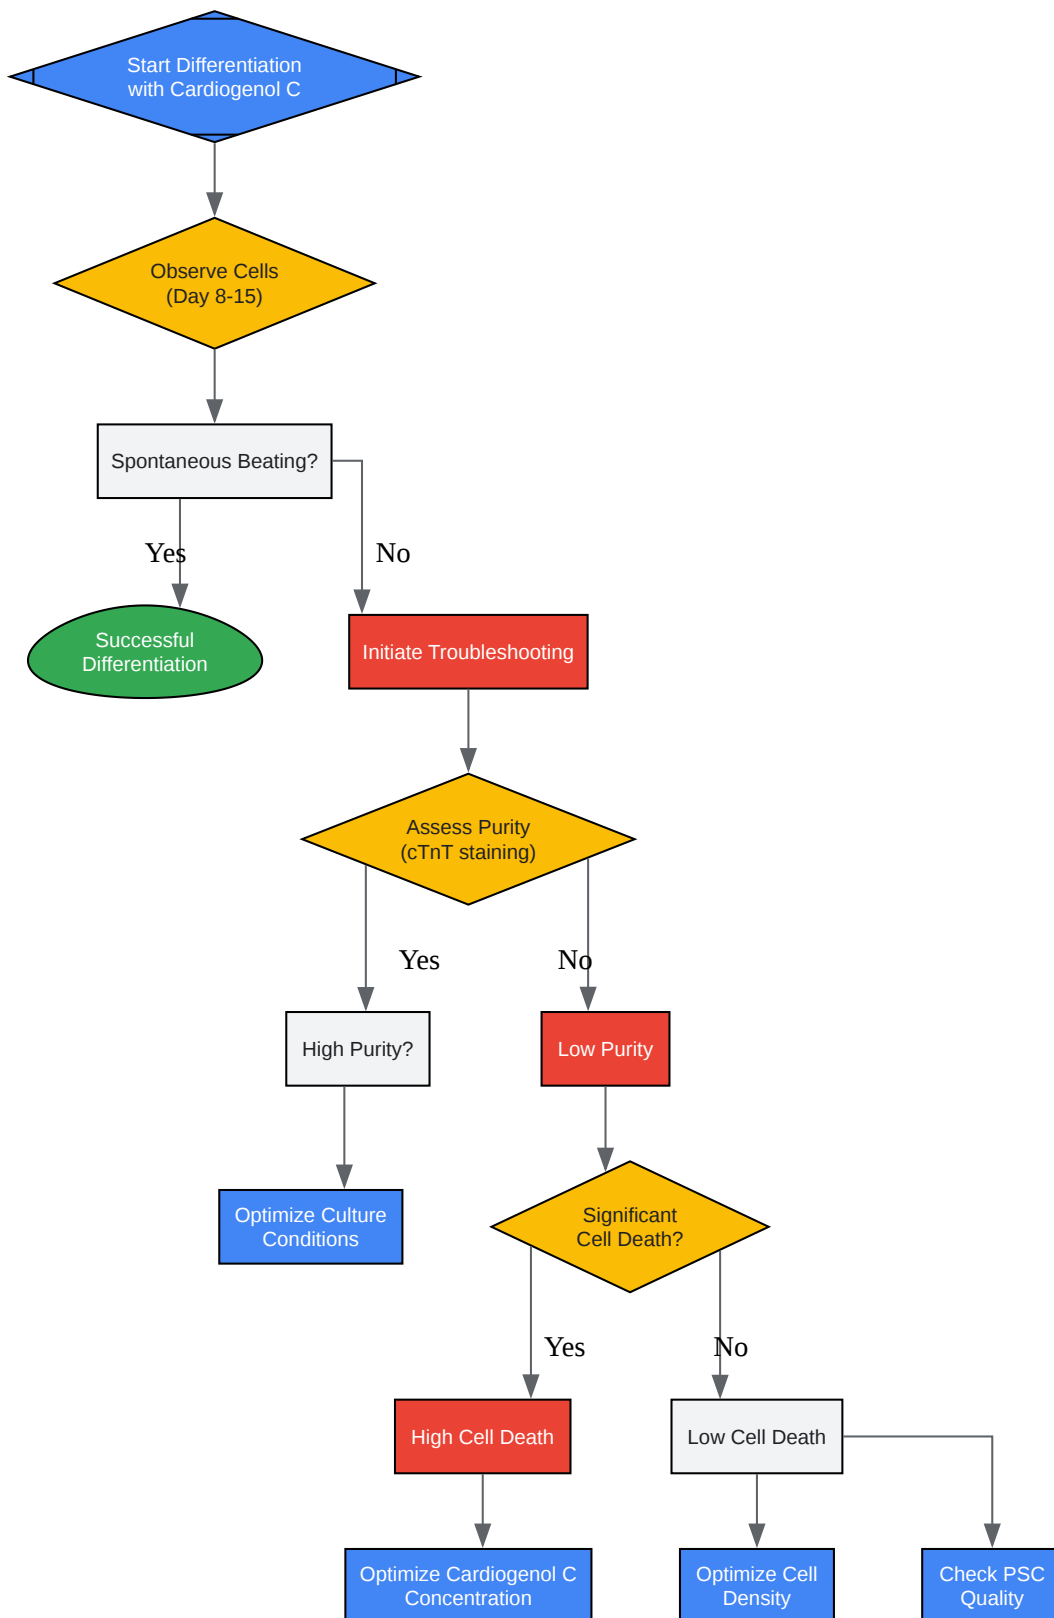 Start Differentiation
with Cardiogenol C
Observe Cells
(Day 8-15)
Spontaneous Beating?
Yes
No
Successful
Differentiation
Initiate Troubleshooting
Assess Purity
(cTnT staining)
Yes
No
High Purity?
Low Purity
Optimize Culture
Conditions
Significant
Cell Death?
Yes
No
High Cell Death
Low Cell Death
Optimize Cardiogenol C
Concentration
Optimize Cell
Density
Check PSC
Quality